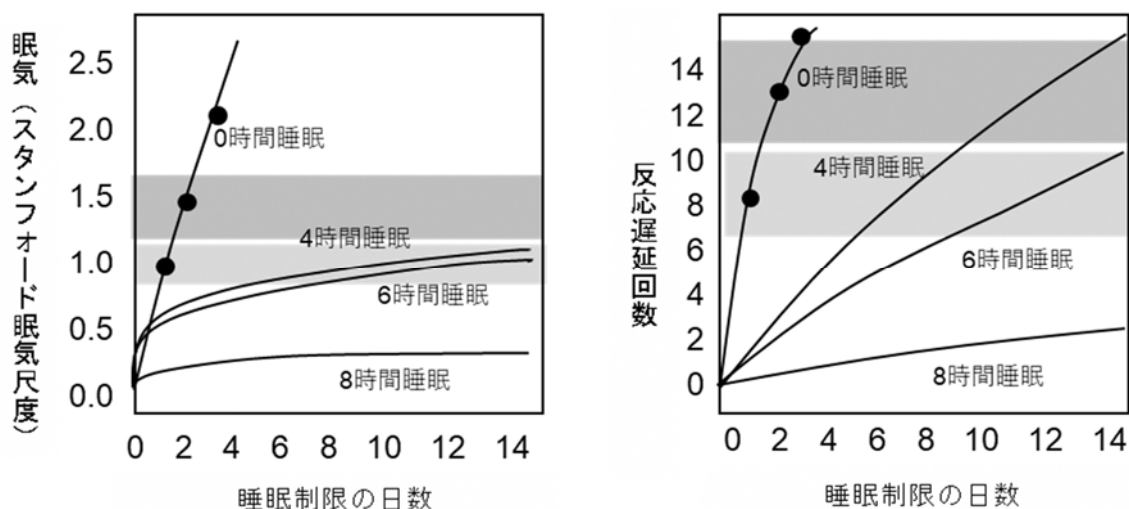 眠気（スタンフォード眠気尺度）
2.5
2.0
1.5
1.0
0.5
0.0
0時間睡眠
4時間睡眠
6時間睡眠
8時間睡眠
0 2 4 6 8 10 12 14
睡眠制限の日数
反応遅延回数
14
12
10
8
6
4
2
0
0時間睡眠
4時間睡眠
6時間睡眠
8時間睡眠
0 2 4 6 8 10 12 14
睡眠制限の日数